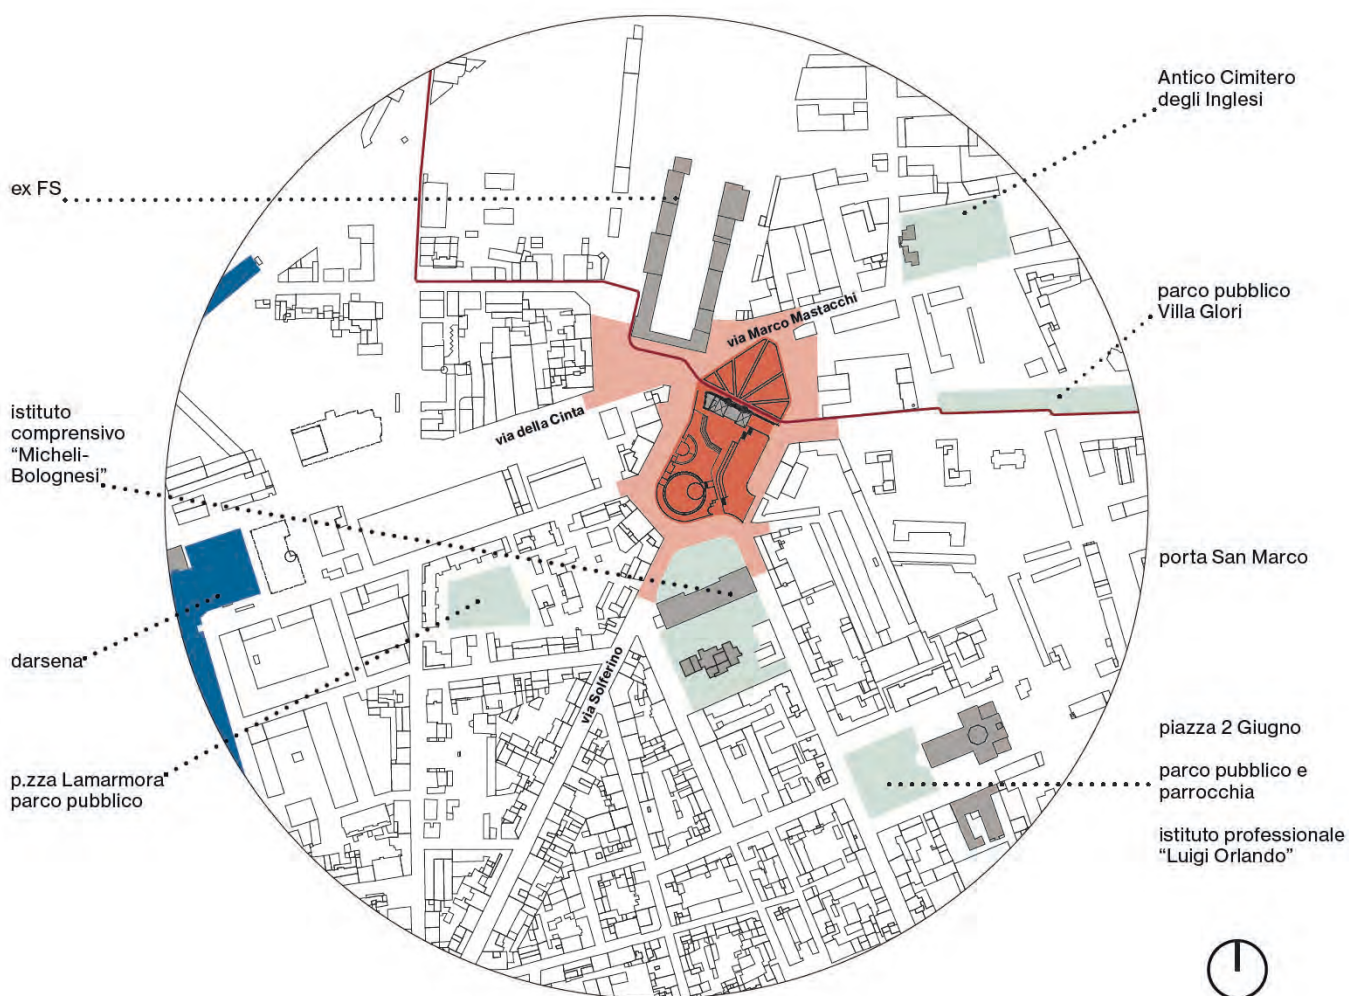 ex FS
istituto
comprensivo
“Micheli-
Bolognesi”
darsena
p.zza Lamarmora
parco pubblico
via Marco Mastacchi
via della Cinta
via Solferino
Antico Cimitero
degli Inglesi
parco pubblico
Villa Glori
porta San Marco
piazza 2 Giugno
parco pubblico e
parrocchia
istituto professionale
“Luigi Orlando”